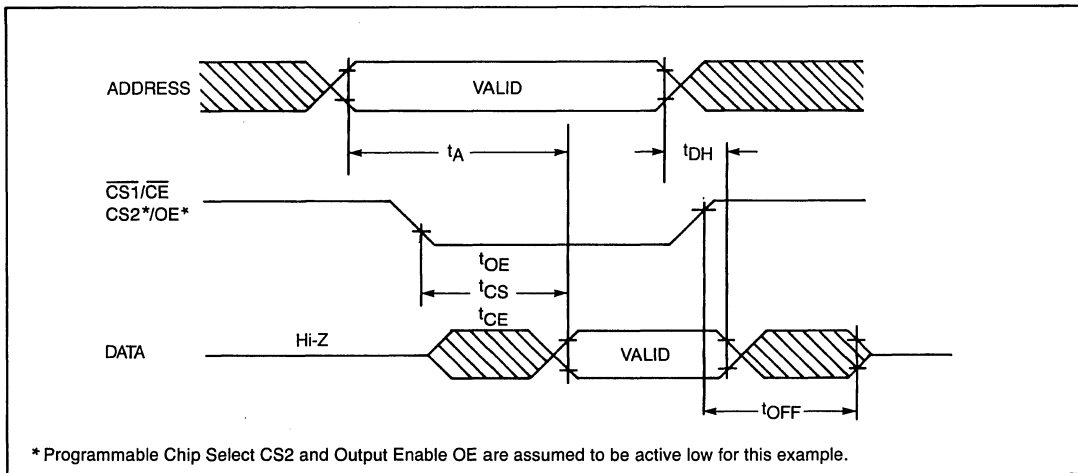 ADDRESS
VALID
tA
tDH
CS1/CE
CS2*/OE*
tOE
tCS
tCE
Hi-Z
DATA
VALID
tOFF
* Programmable Chip Select CS2 and Output Enable OE are assumed to be active low for this example.